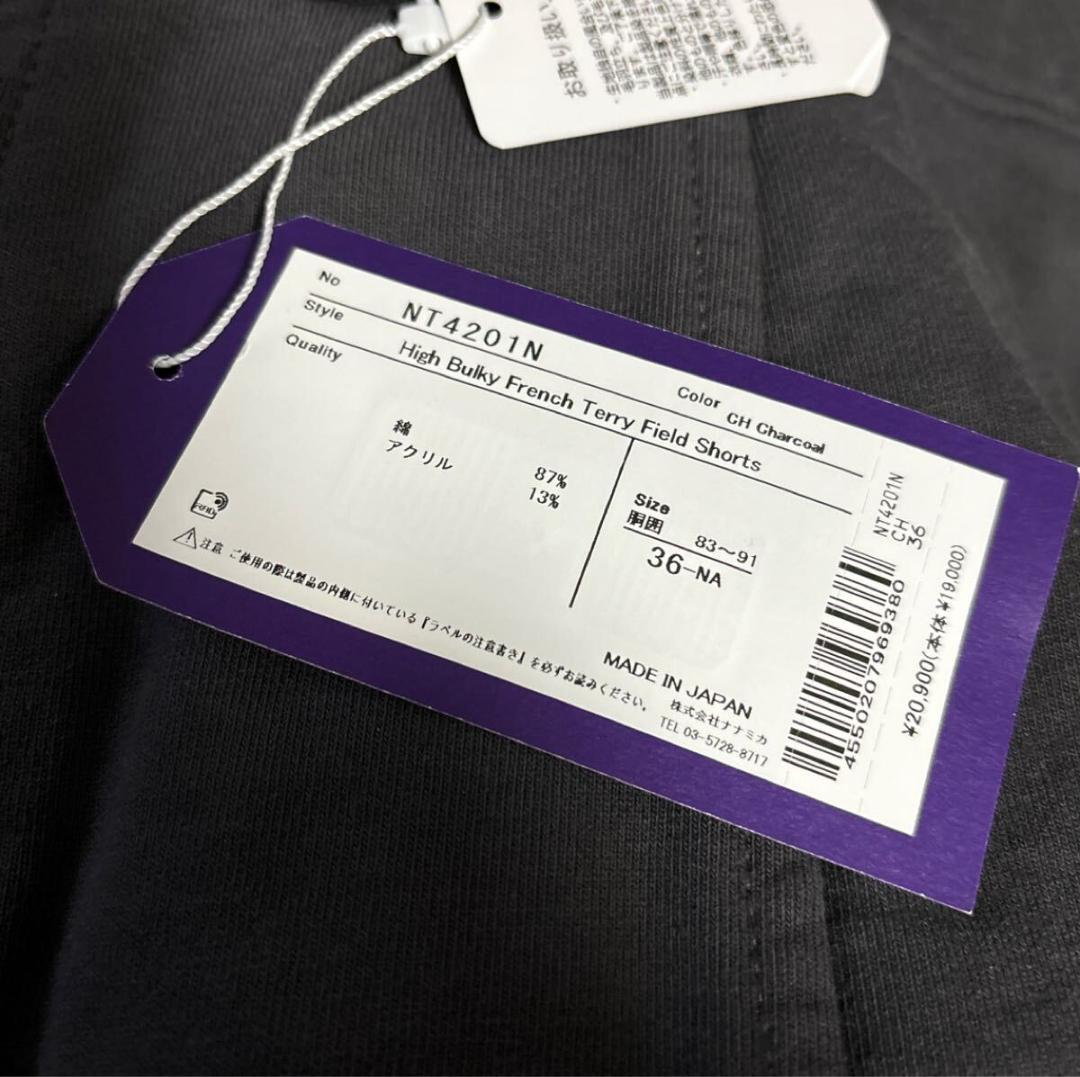 お取り扱い
No NT4201N
Style High Bulky French Terry Field Shorts
Color CH Charcoal
Quality
綿 87%
アクリル 13%
Size
胴囲 83～91
36-NA
RFID
注意 ご使用の際は製品の内側に付いている『ラベルの注意書き』を必ずお読みください。
MADE IN JAPAN
株式会社ナナミカ
TEL 03-5728-8717
NT4201N
CH
36
4550207969380
¥20,900(本体¥19,000)